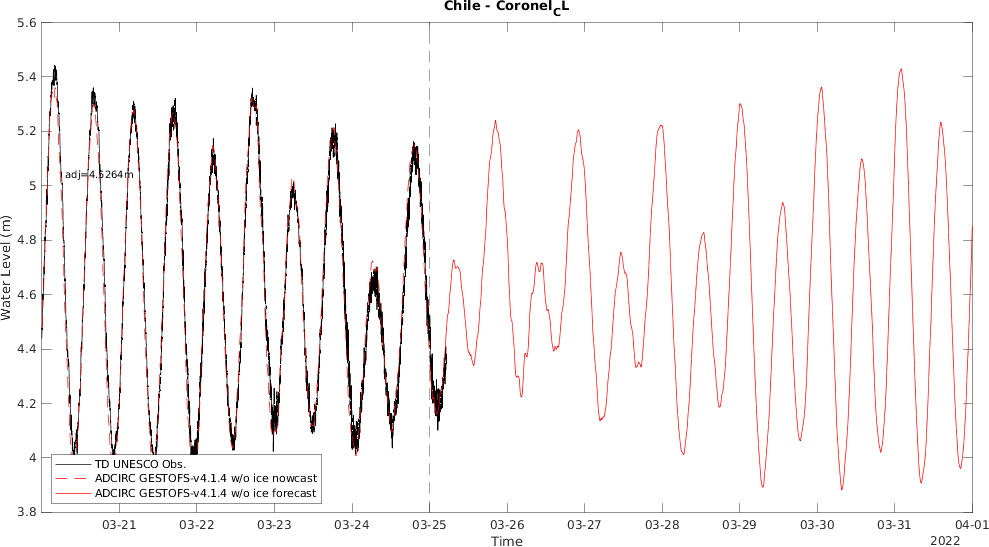 Chile - Coronel_CL
5.6
5.4
5.2
5
4.8
4.6
4.4
4.2
4
3.8
Water Level (m)
adj=4.5264m
TD UNESCO Obs.
ADCIRC GESTOFS-v4.1.4 w/o ice nowcast
ADCIRC GESTOFS-v4.1.4 w/o ice forecast
03-21 03-22 03-23 03-24 03-25 03-26 03-27 03-28 03-29 03-30 03-31 04-01
Time
2022